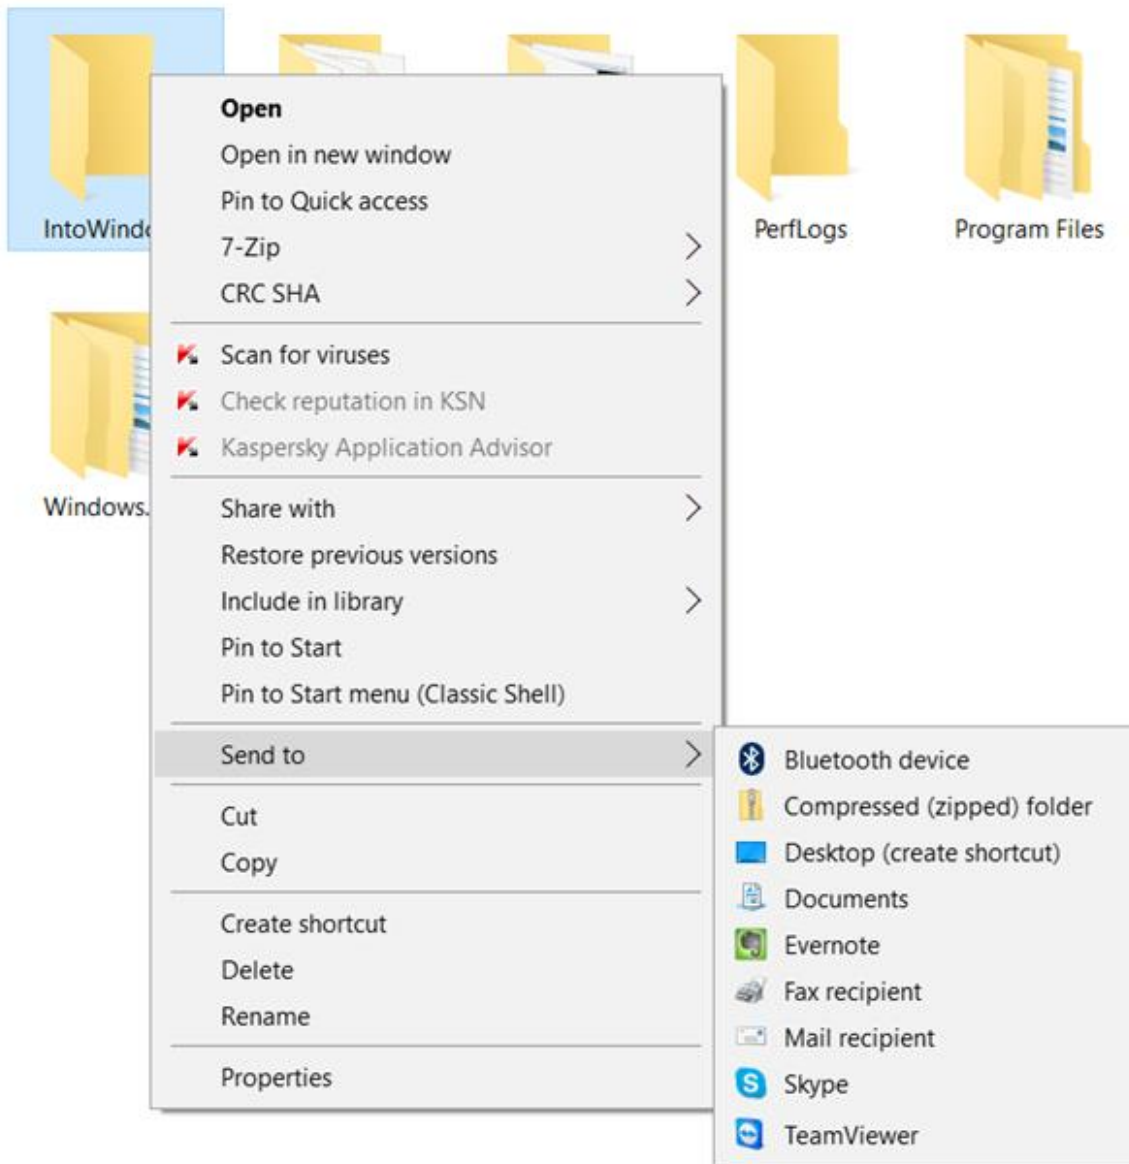 Open
Open in new window
Pin to Quick access
7-Zip
CRC SHA
Scan for viruses
Check reputation in KSN
Kaspersky Application Advisor
Share with
Restore previous versions
Include in library
Pin to Start
Pin to Start menu (Classic Shell)
Send to
Cut
Copy
Create shortcut
Delete
Rename
Properties
Bluetooth device
Compressed (zipped) folder
Desktop (create shortcut)
Documents
Evernote
Fax recipient
Mail recipient
Skype
TeamViewer
IntoWind
PerfLogs
Program Files
Windows.